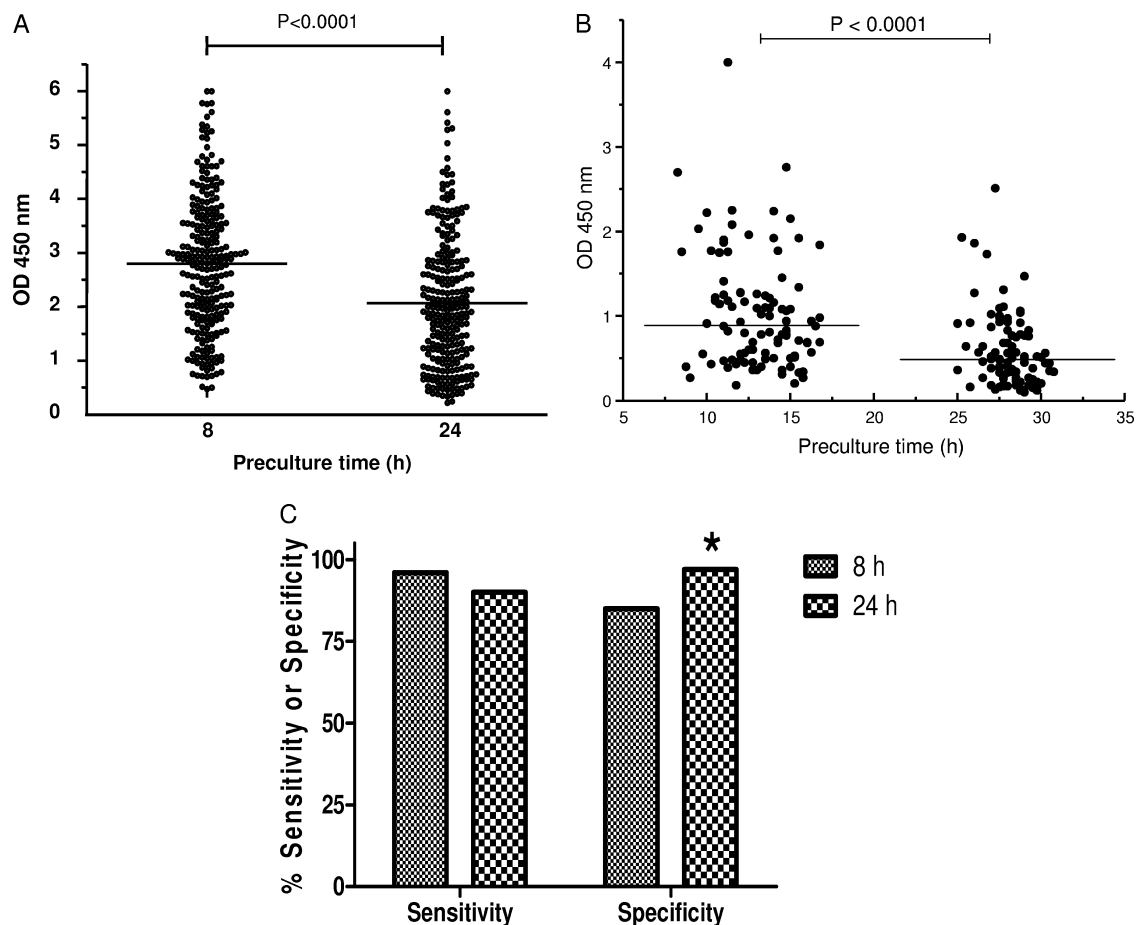 A
P<0.0001
OD 450 nm
6
5
4
3
2
1
0
8 24
Preculture time (h)
B
P < 0.0001
OD 450 nm
4
3
2
1
0
5 10 15 20 25 30 35
Preculture time (h)
C
% Sensitivity or Specificity
100
75
50
25
0
*
8 h
24 h
Sensitivity Specificity